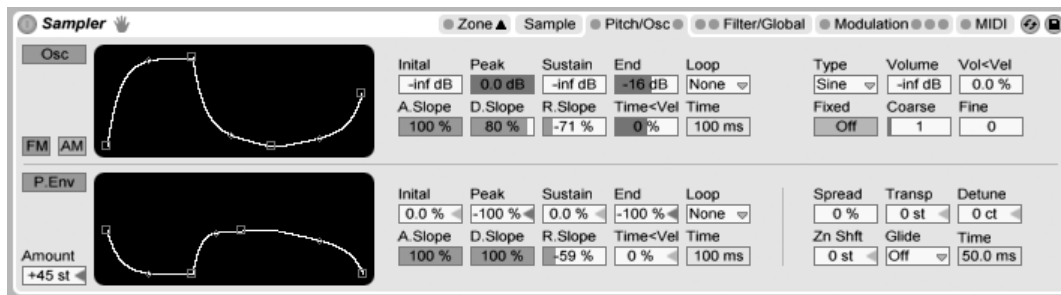 Sampler Zone Sample Pitch/Osc Filter/Global Modulation MIDI
Osc
FM AM
Inital Peak Sustain End Loop
-inf dB 0.0 dB -inf dB -16 dB None
A.Slope D.Slope R.Slope Time<Vel Time
100 % 80 % -71 % 0 % 100 ms
Type Volume Vol<Vel
Sine -inf dB 0.0 %
Fixed Coarse Fine
Off 1 0
P.Env
Amount
+45 st
Inital Peak Sustain End Loop
0.0 % -100 % 0.0 % -100 % None
A.Slope D.Slope R.Slope Time<Vel Time
100 % 100 % -59 % 0 % 100 ms
Spread Transp Detune
0 % 0 st 0 ct
Zn Shft Glide Time
0 st Off 50.0 ms